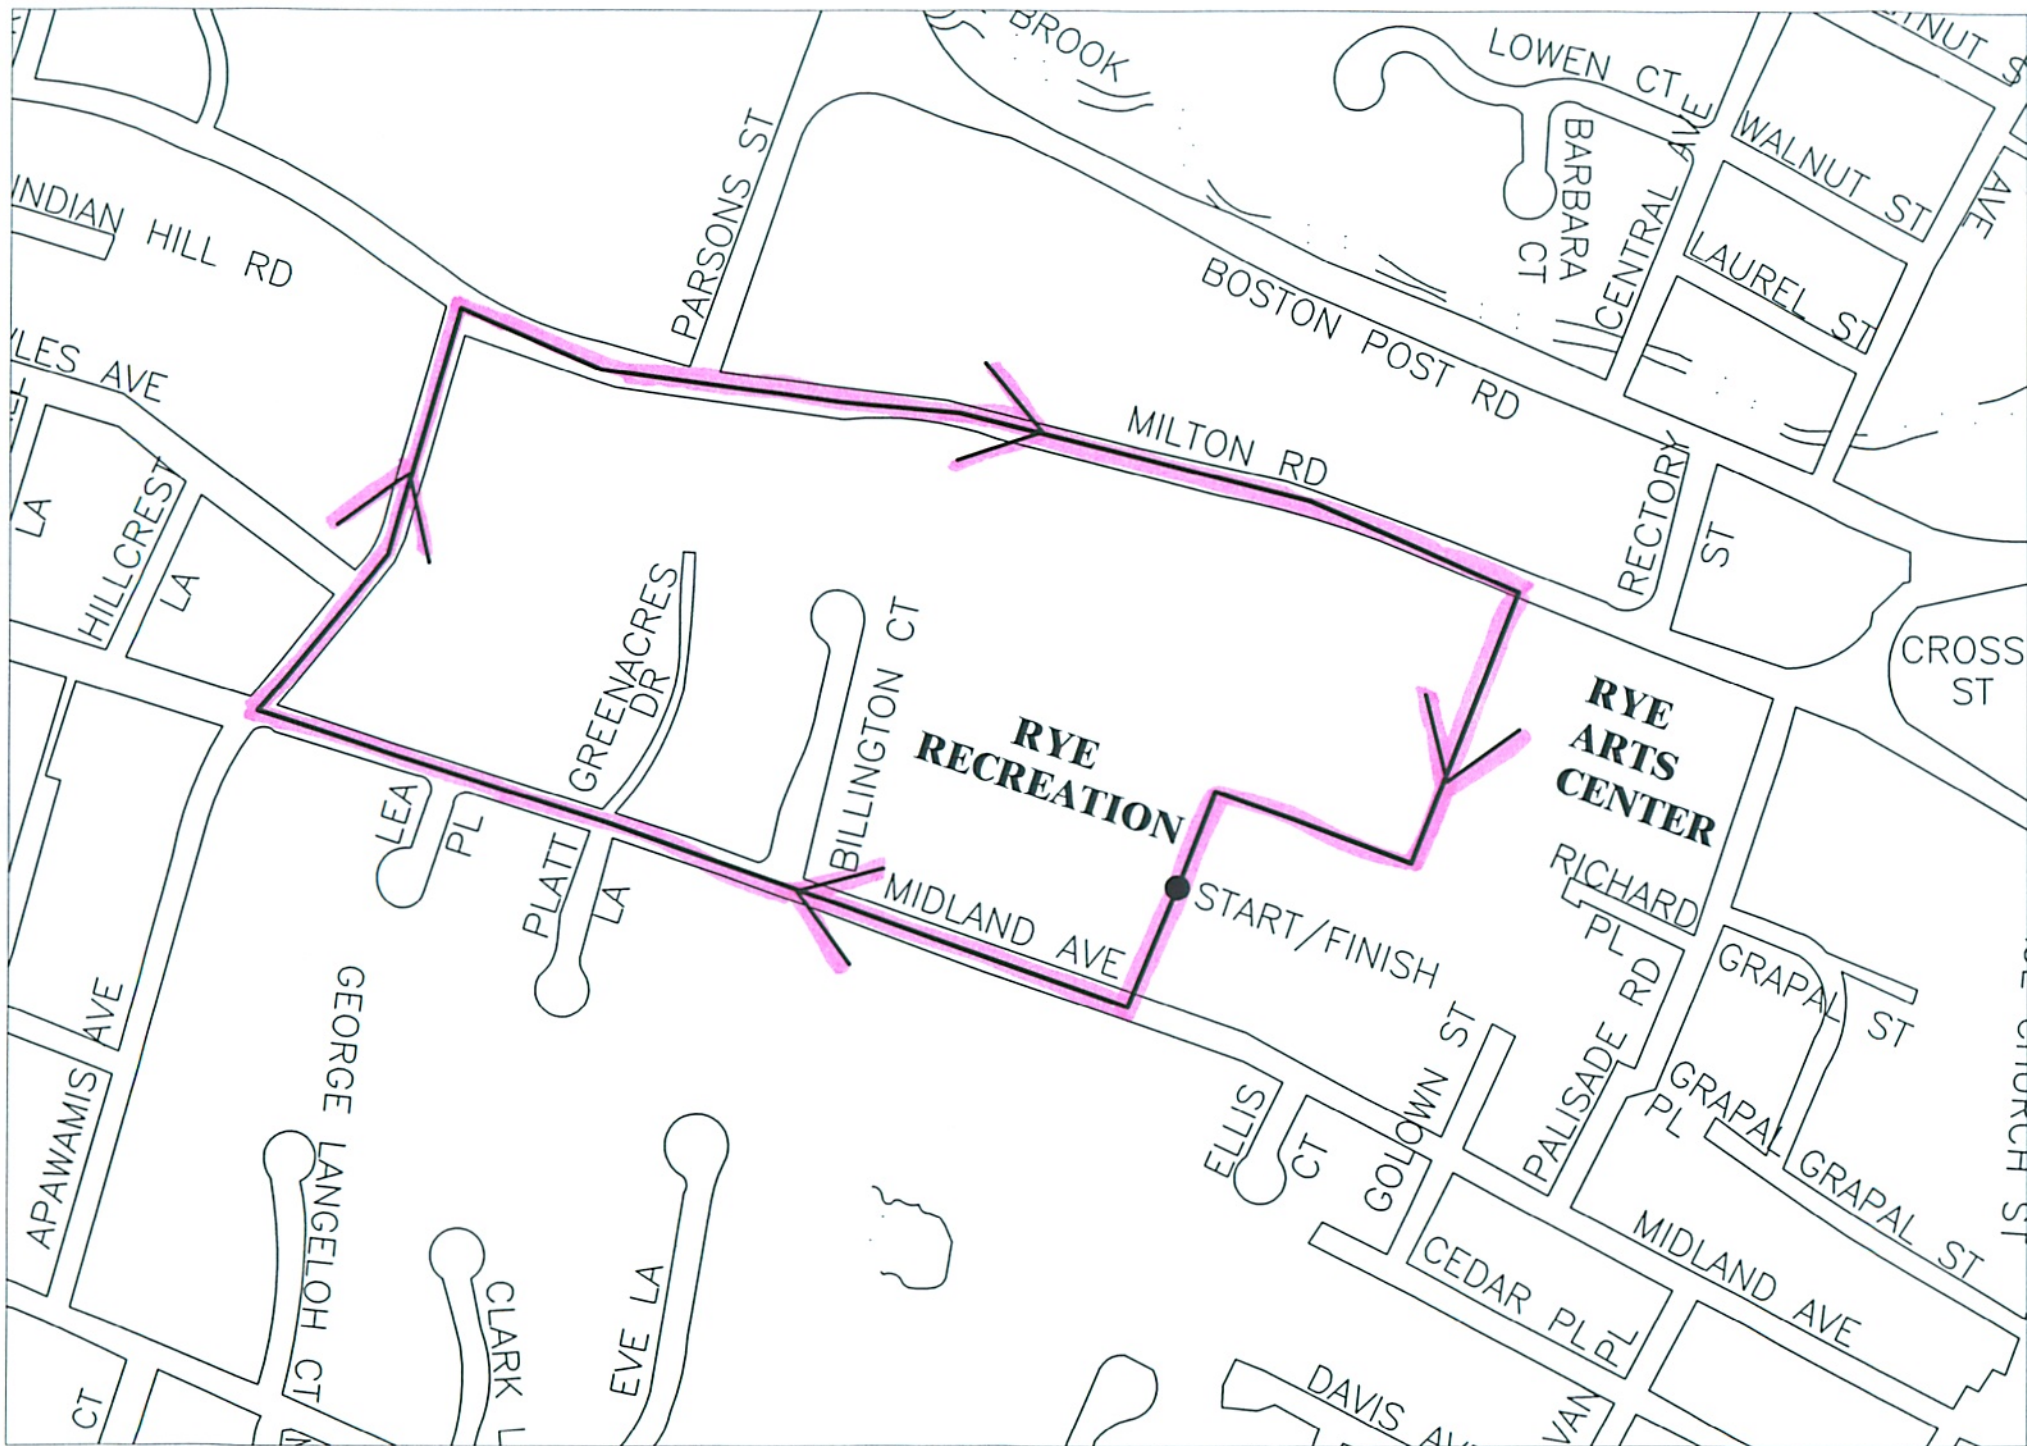 BROOK
LOWEN CT
WALNUT ST
BARBARA
CT
CENTRAL AVE
AVE
LAUREL ST
INDIAN HILL RD
PARSONS ST
BOSTON POST RD
AVE
MILTON RD
RECTORY
ST
LA
HILLCREST
LA
GREENACRES
DR
BILLINGTON CT
CROSS
ST
RYE
RECREATION
RYE
ARTS
CENTER
LEA
PL
PLATT
LA
MIDLAND AVE
START/FINISH
RICHARD
PL
GRAPAL
ST
PALISADE RD
GRAPAL
PL
GRAPAL ST
CHURCH ST
APAWAMIS AVE
GEORGE LANGELOH CT
ELLIS
CT
ST
MIDLAND AVE
CEDAR PL
PL
VAN
CLARK
EVE LA
DAVIS
CT